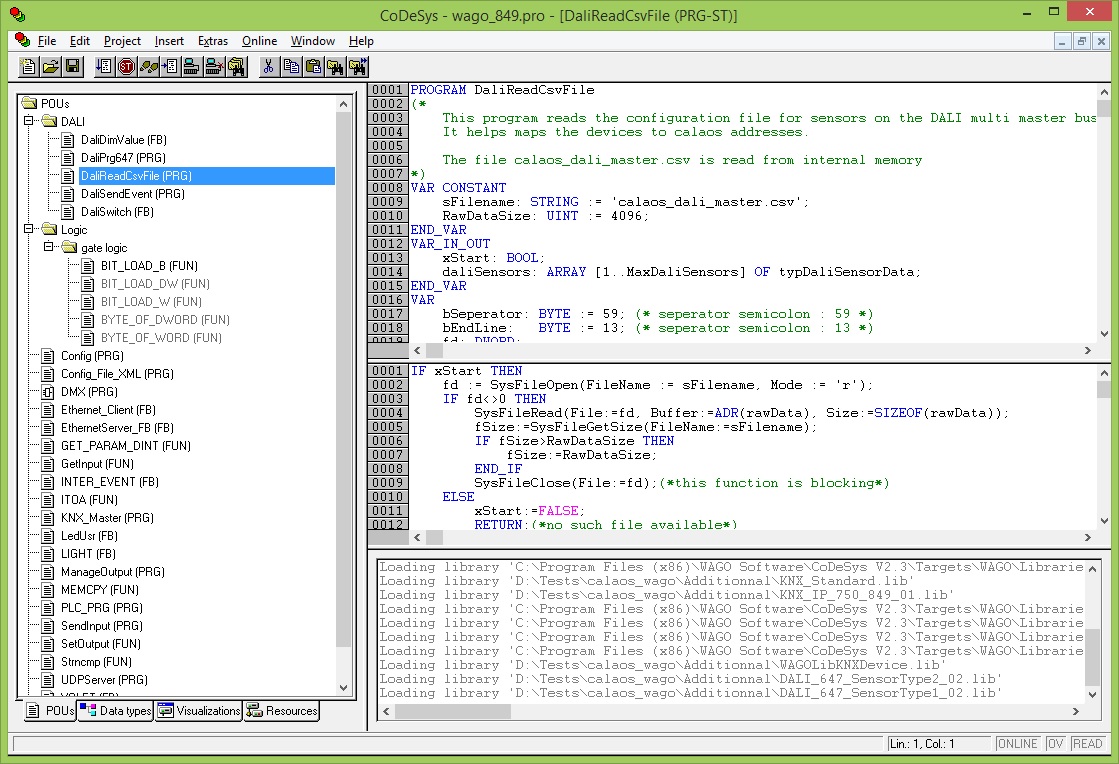 CoDeSys - wago_849.pro - [DaliReadCsvFile (PRG-ST)]
File Edit Project Insert Extras Online Window Help
POUs
DALI
DaliDimValue (FB)
DaliPrg647 (PRG)
DaliReadCsvFile (PRG)
DaliSendEvent (PRG)
DaliSwitch (FB)
Logic
gate logic
BIT_LOAD_B (FUN)
BIT_LOAD_DW (FUN)
BIT_LOAD_W (FUN)
BYTE_OF_DWORD (FUN)
BYTE_OF_WORD (FUN)
Config (PRG)
Config_File_XML (PRG)
DMX (PRG)
Ethernet_Client (FB)
EthernetServer_FB (FB)
GET_PARAM_DINT (FUN)
GetInput (FUN)
INTER_EVENT (FB)
ITOA (FUN)
KNX_Master (PRG)
LedUsr (FB)
LIGHT (FB)
ManageOutput (PRG)
MEMCPY (FUN)
PLC_PRG (PRG)
SendInput (PRG)
SetOutput (FUN)
Strncmp (FUN)
UDPServer (PRG)
POUs Data types Visualizations Resources
0001 PROGRAM DaliReadCsvFile
0002 (*
0003 This program reads the configuration file for sensors on the DALI multi master bus
0004 It helps maps the devices to calaos addresses.
0005
0006 The file calaos_dali_master.csv is read from internal memory
0007 *)
0008 VAR CONSTANT
0009 sFilename: STRING := 'calaos_dali_master.csv';
0010 RawDataSize: UINT := 4096;
0011 END_VAR
0012 VAR_IN_OUT
0013 xStart: BOOL;
0014 daliSensors: ARRAY [1..MaxDaliSensors] OF typDaliSensorData;
0015 END_VAR
0016 VAR
0017 bSeperator: BYTE := 59; (* seperator semicolon : 59 *)
0018 bEndLine: BYTE := 13; (* seperator semicolon : 13 *)
0019 fd: DWORD;
0001 IF xStart THEN
0002 fd := SysFileOpen(FileName := sFilename, Mode := 'r');
0003 IF fd<>0 THEN
0004 SysFileRead(File:=fd, Buffer:=ADR(rawData), Size:=SIZEOF(rawData));
0005 fSize:=SysFileGetSize(FileName:=sFilename);
0006 IF fSize>RawDataSize THEN
0007 fSize:=RawDataSize;
0008 END_IF
0009 SysFileClose(File:=fd);(*this function is blocking*)
0010 ELSE
0011 xStart:=FALSE;
0012 RETURN;(*no such file available*)
Loading library 'C:\Program Files (x86)\WAGO Software\CoDeSys V2.3\Targets\WAGO\Librarie
Loading library 'D:\Tests\calaos_wago\Additionnal\KNX_Standard.lib'
Loading library 'D:\Tests\calaos_wago\Additionnal\KNX_IP_750_849_01.lib'
Loading library 'C:\Program Files (x86)\WAGO Software\CoDeSys V2.3\Targets\WAGO\Librarie
Loading library 'C:\Program Files (x86)\WAGO Software\CoDeSys V2.3\Targets\WAGO\Librarie
Loading library 'C:\Program Files (x86)\WAGO Software\CoDeSys V2.3\Targets\WAGO\Librarie
Loading library 'C:\Program Files (x86)\WAGO Software\CoDeSys V2.3\Targets\WAGO\Librarie
Loading library 'D:\Tests\calaos_wago\Additionnal\WAGOLibKNXDevice.lib'
Loading library 'D:\Tests\calaos_wago\Additionnal\DALI_647_SensorType2_02.lib'
Loading library 'D:\Tests\calaos_wago\Additionnal\DALI_647_SensorType1_02.lib'
Lin.: 1, Col.: 1 ONLINE OV READ